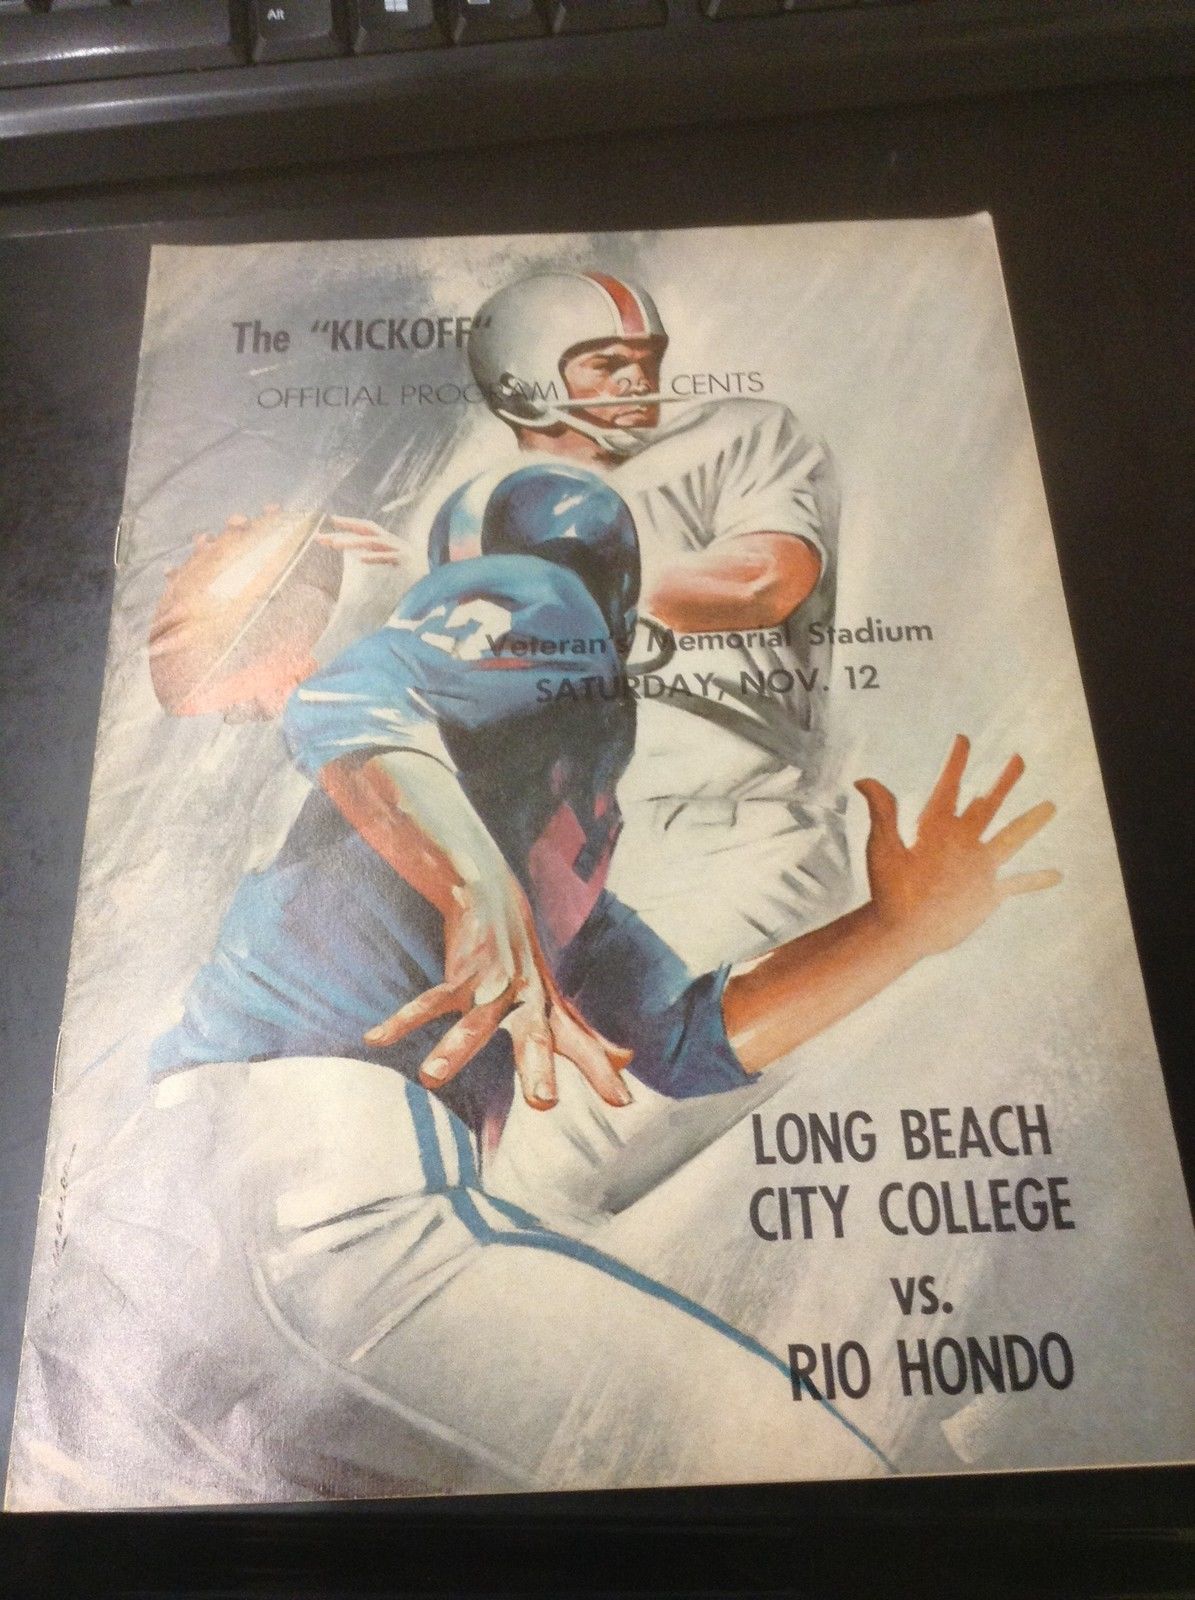 Alt
The "KICKOFF"
OFFICIAL PROGRAM 25 CENTS
Veteran's Memorial Stadium
SATURDAY, NOV. 12
LONG BEACH
CITY COLLEGE
vs.
RIO HONDO